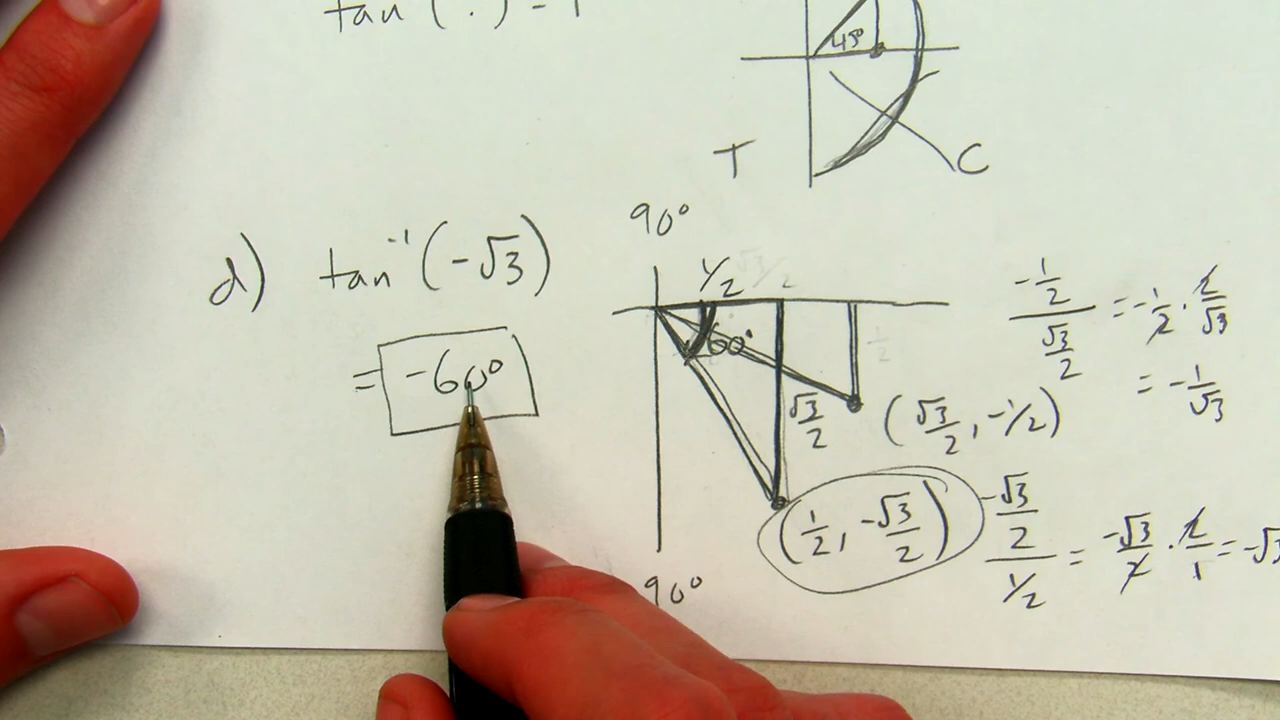 tan (.) = 1
45°
T C
90°
d) tan⁻¹(-√3)
= -60°
1/2
60°
√3/2
(√3/2, -1/2)
(1/2, -√3/2)
90°
-1/2 / √3/2 = -1/2 · 2/√3
= -1/√3
-√3/2 / 1/2 = -√3/2 · 2/1 = -√3